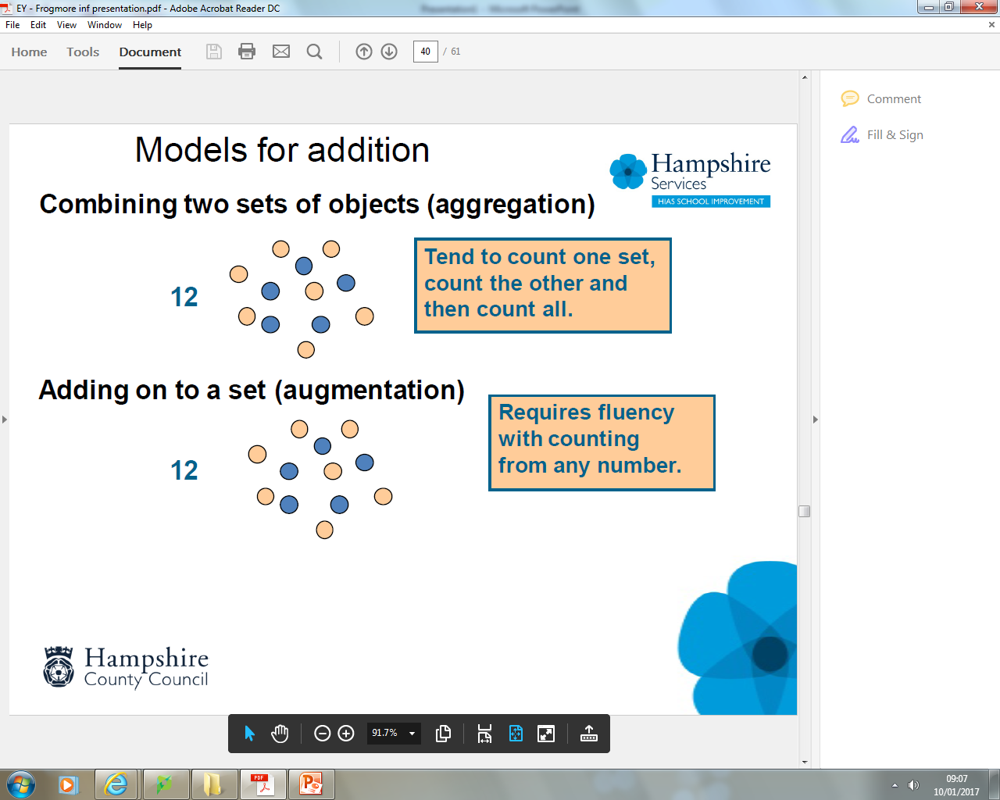 EY - Frogmore inf presentation.pdf - Adobe Acrobat Reader DC
File Edit View Window Help
Home Tools Document 40 / 61
Comment
Fill & Sign
Models for addition
Hampshire
Services
HIAS SCHOOL IMPROVEMENT
Combining two sets of objects (aggregation)
12
Tend to count one set,
count the other and
then count all.
Adding on to a set (augmentation)
12
Requires fluency
with counting
from any number.
Hampshire
County Council
91.7%
PDF
09:07
10/01/2017